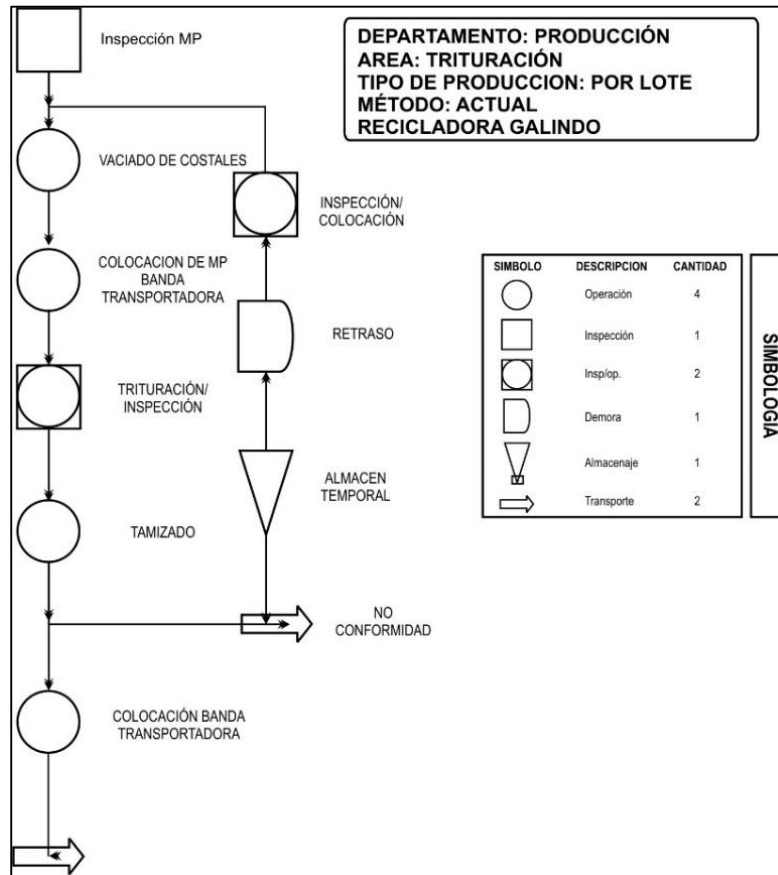 Inspección MP
DEPARTAMENTO: PRODUCCIÓN
AREA: TRITURACIÓN
TIPO DE PRODUCCION: POR LOTE
MÉTODO: ACTUAL
RECICLADORA GALINDO
VACIADO DE COSTALES
INSPECCIÓN/
COLOCACIÓN
COLOCACION DE MP
BANDA
TRANSPORTADORA
RETRASO
TRITURACIÓN/
INSPECCIÓN
ALMACEN
TEMPORAL
TAMIZADO
NO
CONFORMIDAD
COLOCACIÓN BANDA
TRANSPORTADORA
SIMBOLO DESCRIPCION CANTIDAD
Operación 4
Inspección 1
Insp/op. 2
Demora 1
Almacenaje 1
Transporte 2
SIMBOLOGIA